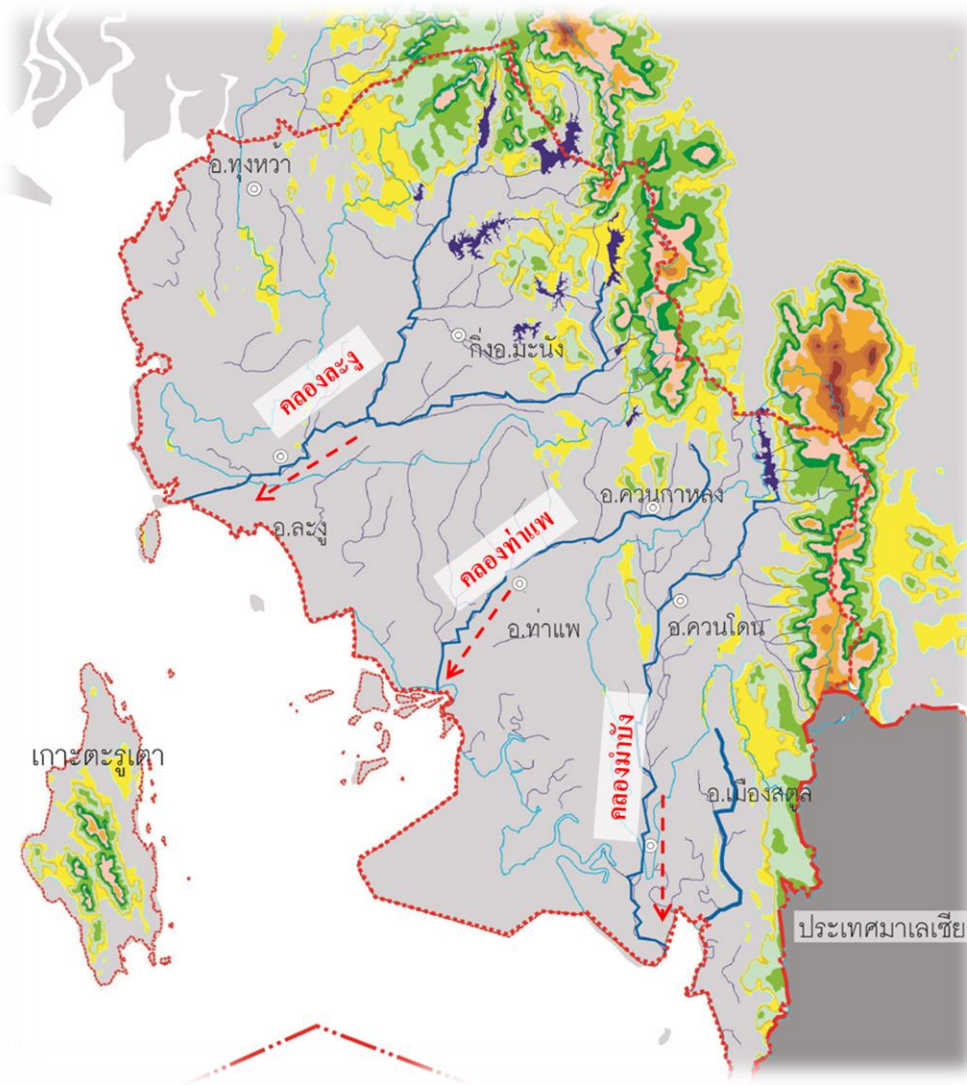 อ.ทุ่งหว้า
กิ่งอ.มะนัง
คลองละงู
อ.ควนกาหลง
อ.ละงู
คลองท่าแพ
อ.ท่าแพ
อ.ควนโดน
คลองมำบัง
เกาะตะรุเตา
อ.เมืองสตูล
ประเทศมาเลเซีย